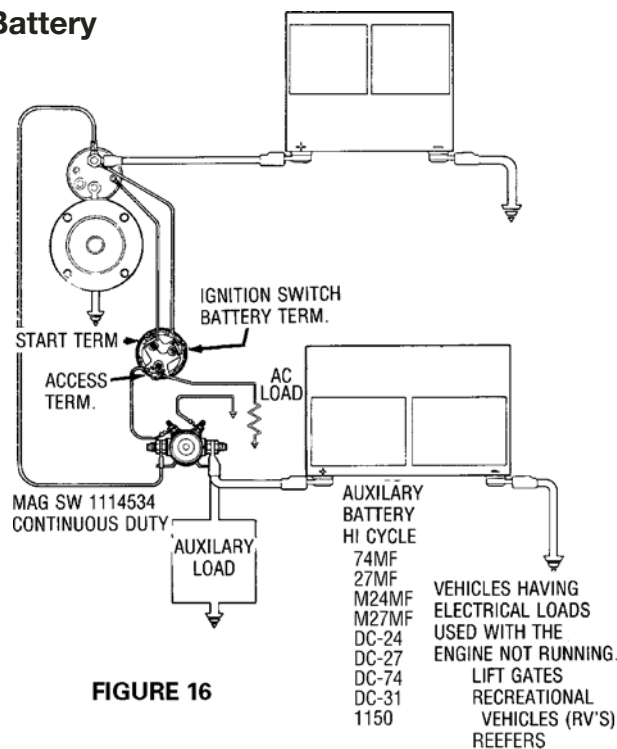 Battery
IGNITION SWITCH
BATTERY TERM.
START TERM
ACCESS
TERM.
AC
LOAD
MAG SW 1114534
CONTINUOUS DUTY
AUXILARY
LOAD
AUXILARY
BATTERY
HI CYCLE
74MF
27MF
M24MF
M27MF
DC-24
DC-27
DC-74
DC-31
1150
VEHICLES HAVING
ELECTRICAL LOADS
USED WITH THE
ENGINE NOT RUNNING.
LIFT GATES
RECREATIONAL
VEHICLES (RV'S)
REEFERS
FIGURE 16